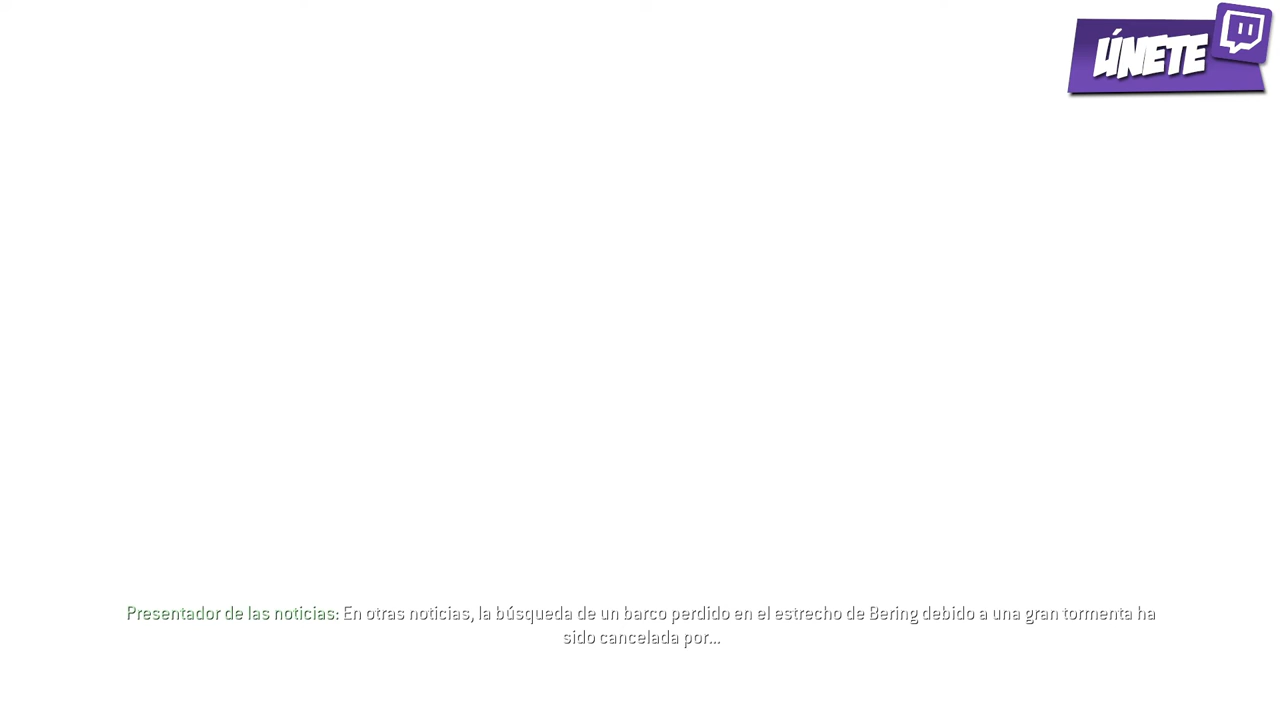 ÚNETE
Presentador de las noticias: En otras noticias, la búsqueda de un barco perdido en el estrecho de Bering debido a una gran tormenta ha
sido cancelada por...